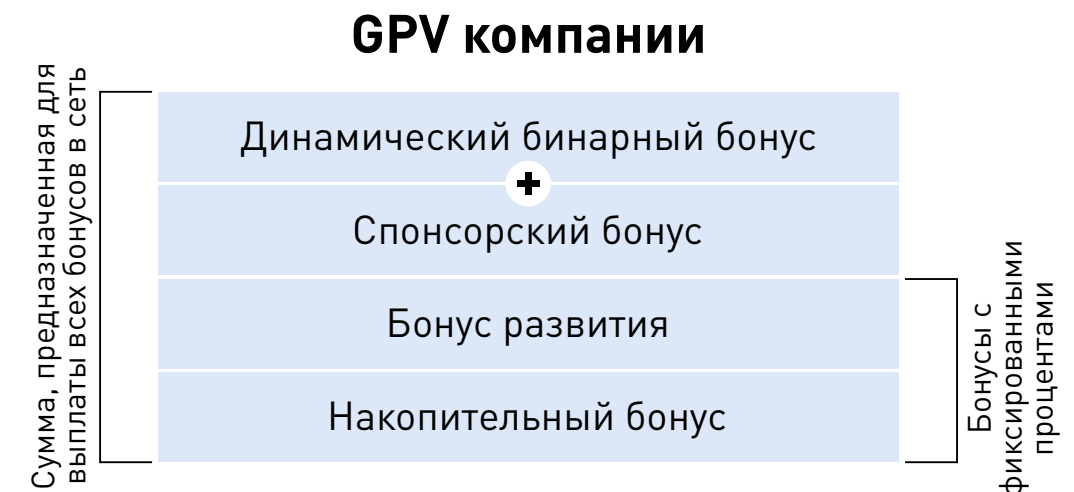 GPV компании
Сумма, предназначенная для
выплаты всех бонусов в сеть
Динамический бинарный бонус
+
Спонсорский бонус
Бонус развития
Накопительный бонус
Бонусы с
фиксированными
процентами